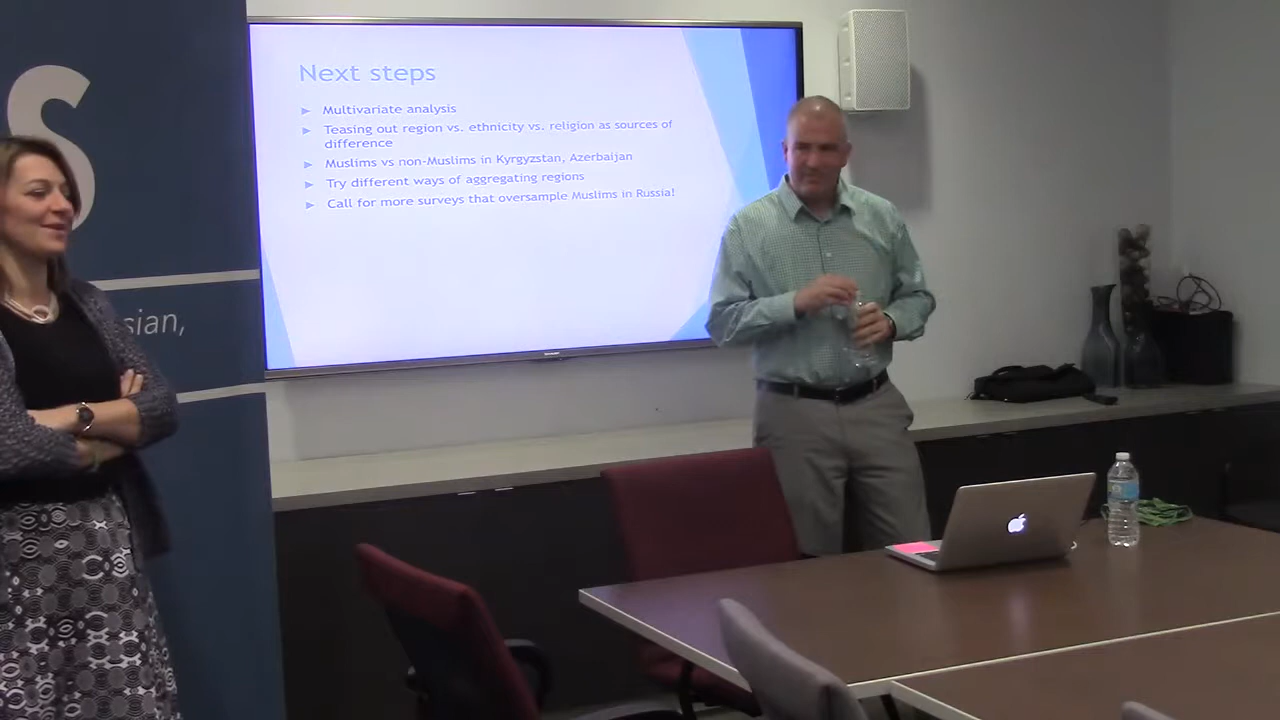 S
sian,
Next steps
Multivariate analysis
Teasing out region vs. ethnicity vs. religion as sources of
difference
Muslims vs non-Muslims in Kyrgyzstan, Azerbaijan
Try different ways of aggregating regions
Call for more surveys that oversample Muslims in Russia!